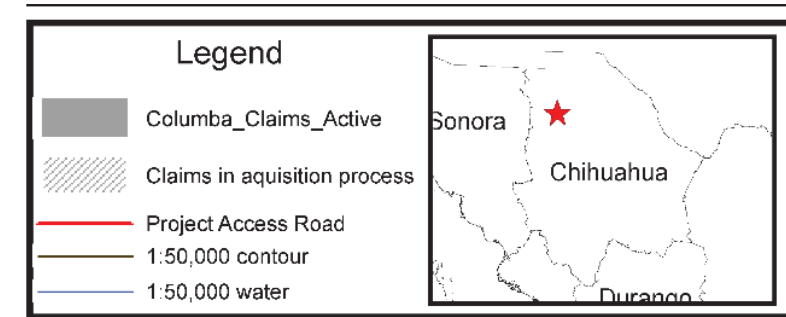 Legend
Columba_Claims_Active
Claims in aquisition process
Project Access Road
1:50,000 contour
1:50,000 water
Sonora
Chihuahua
Durango